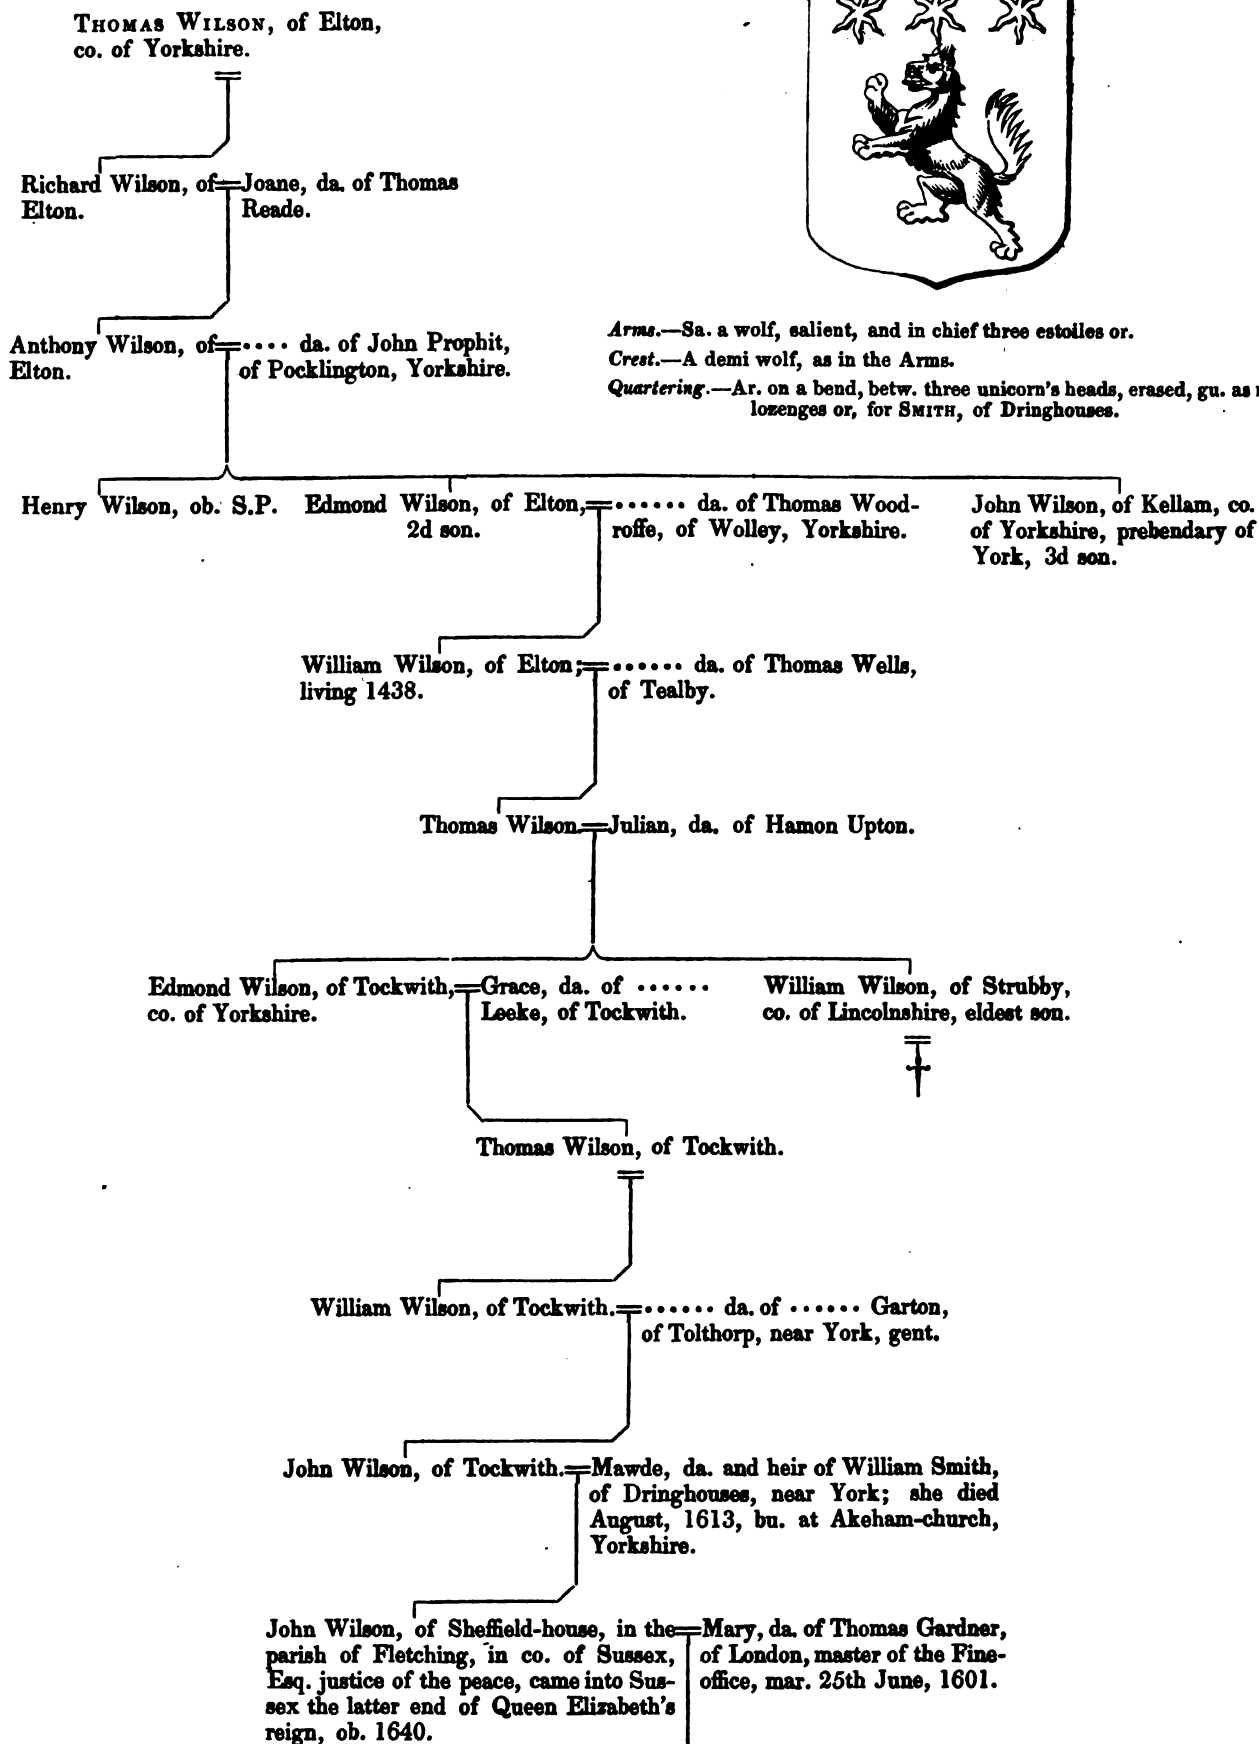 THOMAS WILSON, of Elton,
co. of Yorkshire.
Richard Wilson, of
Elton.
Joane, da. of Thomas
Reade.
Anthony Wilson, of
Elton.
.... da. of John Prophit,
of Pocklington, Yorkshire.
Arms.—Sa. a wolf, salient, and in chief three estoiles or.
Crest.—A demi wolf, as in the Arms.
Quartering.—Ar. on a bend, betw. three unicorn's heads, erased, gu. as
lozenges or, for SMITH, of Dringhouses.
Henry Wilson, ob. S.P.
Edmond Wilson, of Elton,
2d son.
...... da. of Thomas Wood-
roffe, of Wolley, Yorkshire.
John Wilson, of Kellam, co.
of Yorkshire, prebendary of
York, 3d son.
William Wilson, of Elton;
living 1438.
...... da. of Thomas Wells,
of Tealby.
Thomas Wilson.
Julian, da. of Hamon Upton.
Edmond Wilson, of Tockwith,
co. of Yorkshire.
Grace, da. of ......
Leeke, of Tockwith.
William Wilson, of Strubby,
co. of Lincolnshire, eldest son.
Thomas Wilson, of Tockwith.
William Wilson, of Tockwith.
...... da. of ...... Garton,
of Tolthorp, near York, gent.
John Wilson, of Tockwith.
Mawde, da. and heir of William Smith,
of Dringhouses, near York; she died
August, 1613, bu. at Akeham-church,
Yorkshire.
John Wilson, of Sheffield-house, in the
parish of Fletching, in co. of Sussex,
Esq. justice of the peace, came into Sus-
sex the latter end of Queen Elizabeth's
reign, ob. 1640.
Mary, da. of Thomas Gardner,
of London, master of the Fine-
office, mar. 25th June, 1601.